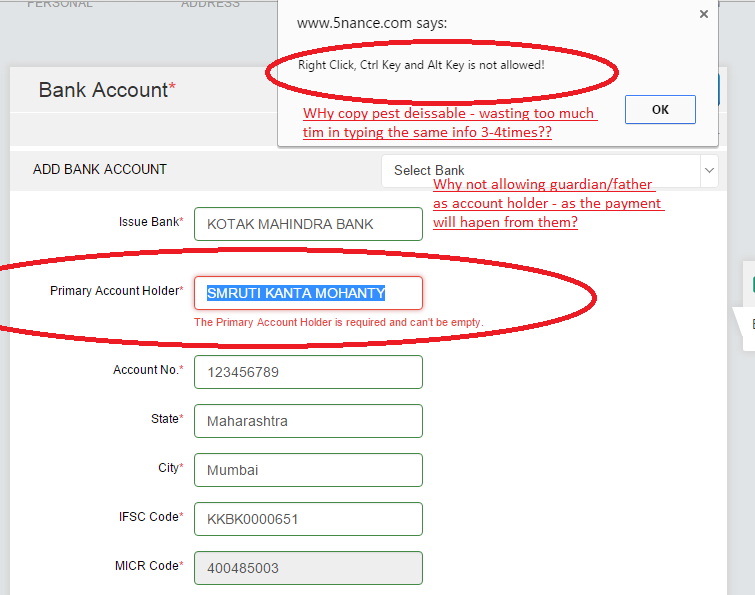 PERSONAL ADDRESS
www.5nance.com says:
Right Click, Ctrl Key and Alt Key is not allowed!
OK
WHy copy pest deissable - wasting too much
tim in typing the same info 3-4times??
Bank Account*
ADD BANK ACCOUNT
Select Bank
Why not allowing guardian/father
as account holder - as the payment
will hapen from them?
Issue Bank* KOTAK MAHINDRA BANK
Primary Account Holder* SMRUTI KANTA MOHANTY
The Primary Account Holder is required and can't be empty.
Account No.* 123456789
State* Maharashtra
City* Mumbai
IFSC Code* KKBK0000651
MICR Code* 400485003